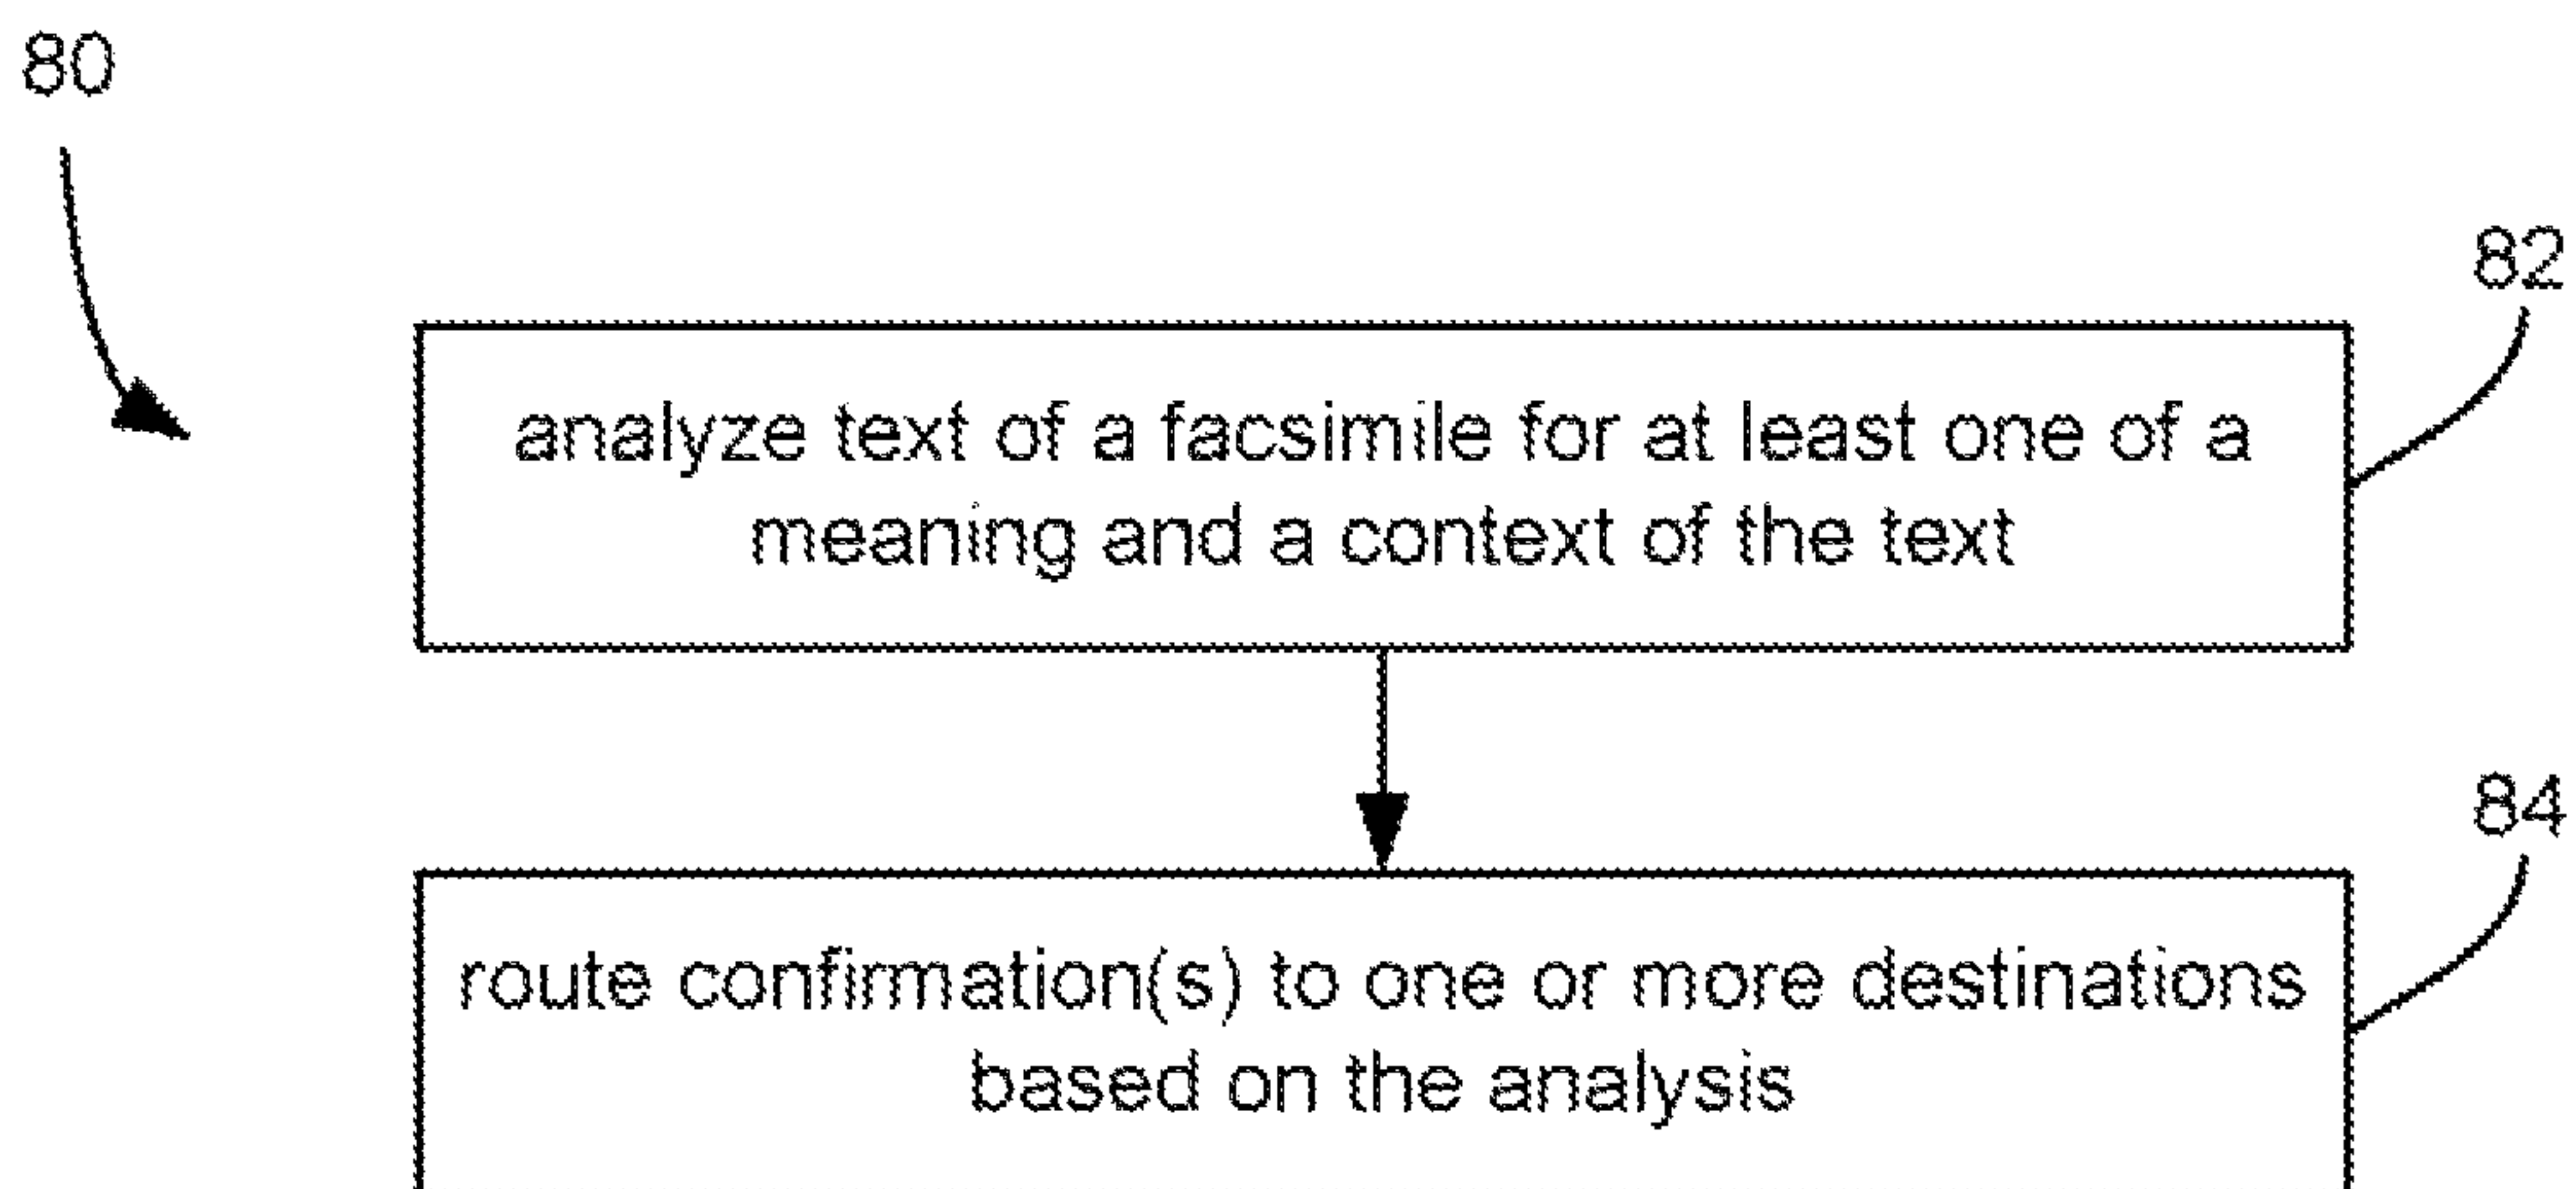 80
82
analyze text of a facsimile for at least one of a
meaning and a context of the text
84
route confirmation(s) to one or more destinations
based on the analysis